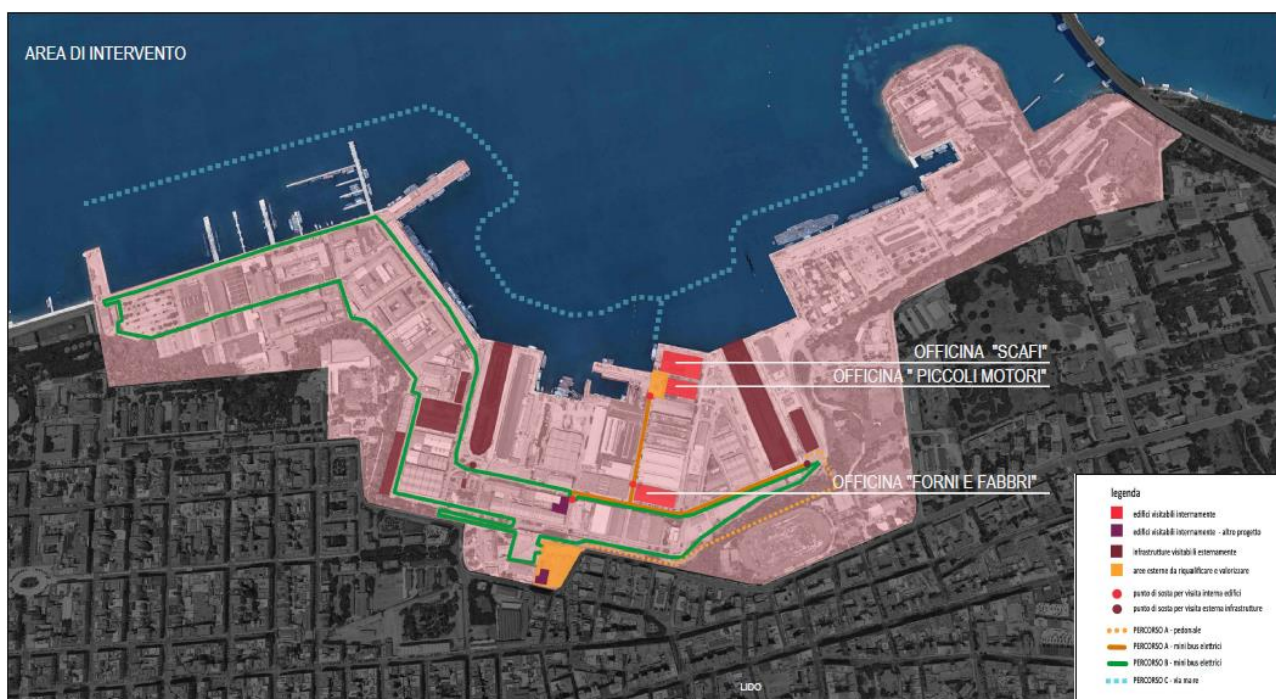 AREA DI INTERVENTO
OFFICINA "SCAFI"
OFFICINA " PICCOLI MOTORI"
OFFICINA "FORNI E FABBRI"
legenda
edifici visitabili internamente
edifici visitabili internamente - altro progetto
infrastrutture visitabili esternamente
aree esterne da riqualificare e valorizzare
punto di sosta per visita interna edifici
punto di sosta per visita esterna infrastrutture
PERCORSO A - pedonale
PERCORSO A - mini bus elettrici
PERCORSO B - mini bus elettrici
PERCORSO C - via mare
LIDO